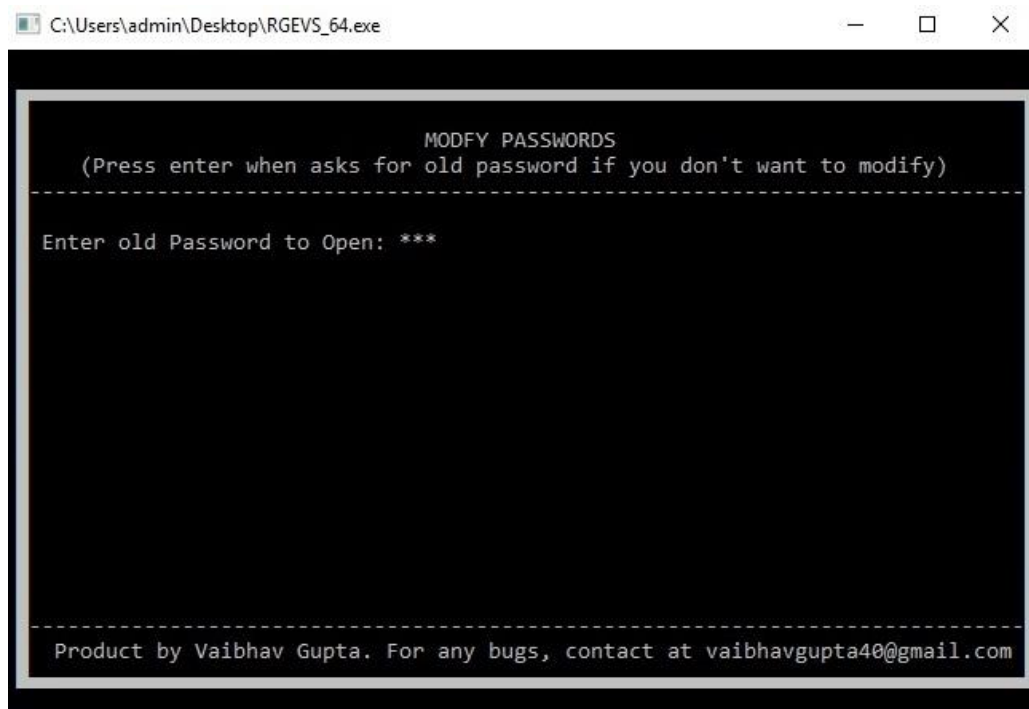 C:\Users\admin\Desktop\RGEVS_64.exe
MODFY PASSWORDS
(Press enter when asks for old password if you don't want to modify)
--------------------------------------------------------------------------------
Enter old Password to Open: ***
--------------------------------------------------------------------------------
Product by Vaibhav Gupta. For any bugs, contact at vaibhavgupta40@gmail.com